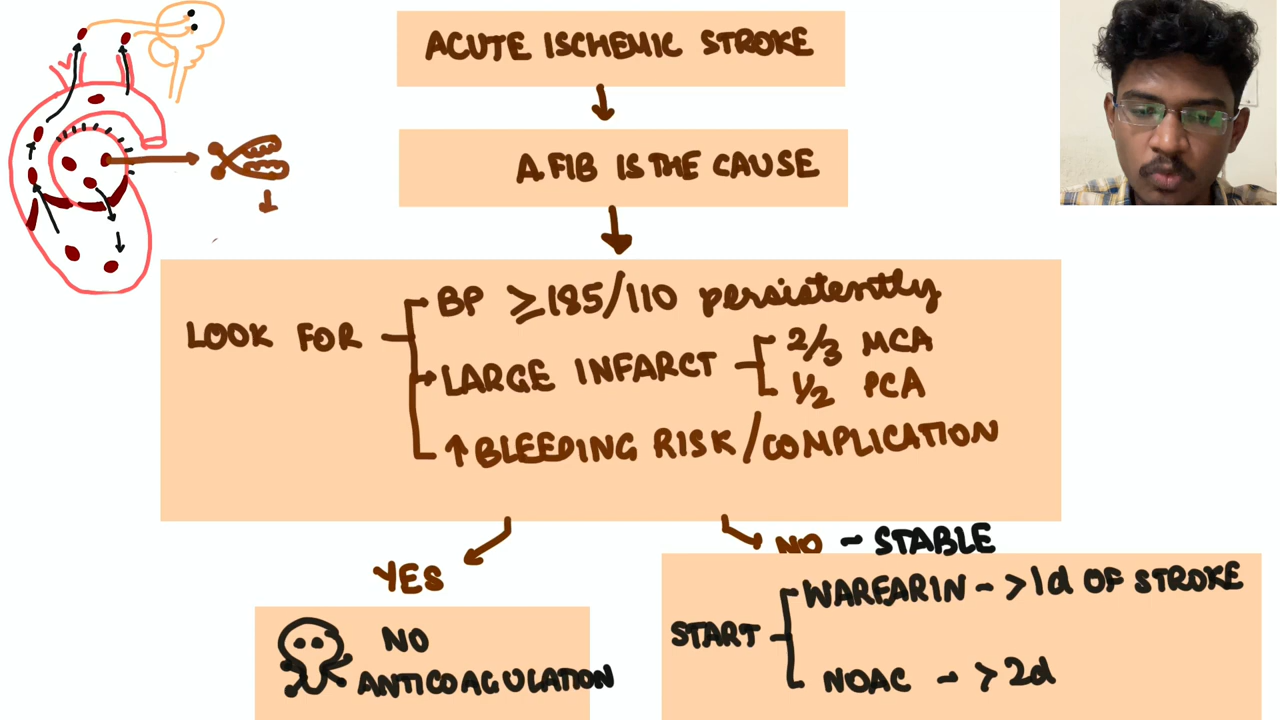 ACUTE ISCHEMIC STROKE
A.FIB IS THE CAUSE
LOOK FOR
BP ≥185/110 persistently
LARGE INFARCT
2/3 MCA
1/2 PCA
↑ BLEEDING RISK/COMPLICATION
YES
NO - STABLE
NO
ANTICOAGULATION
START
WARFARIN - >1d OF STROKE
NOAC - >2d